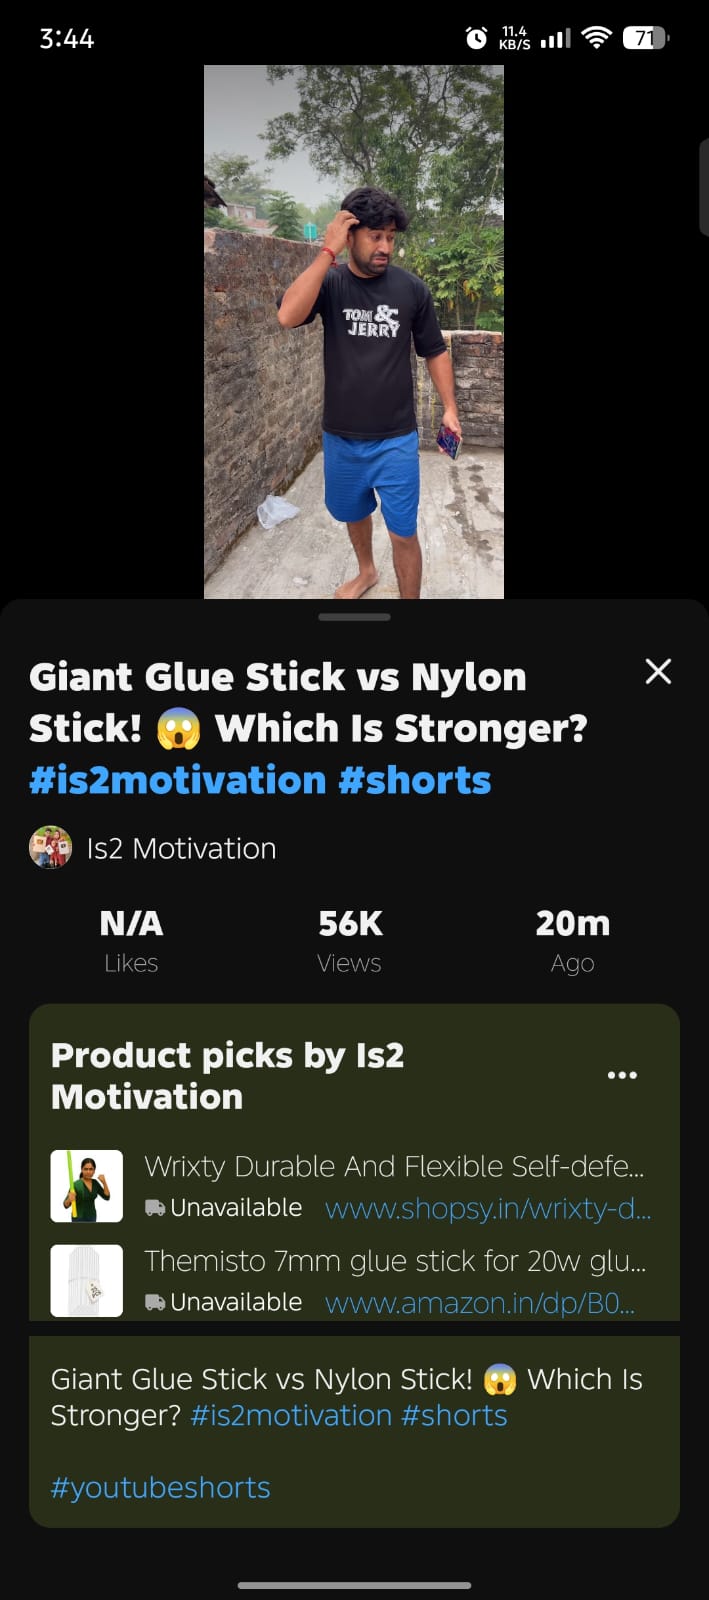 3:44
11.4
KB/S
71
TOM &
JERRY
Giant Glue Stick vs Nylon
Stick! 😱 Which Is Stronger?
#is2motivation #shorts
Is2 Motivation
N/A
56K
20m
Likes
Views
Ago
Product picks by Is2
Motivation
Wrixty Durable And Flexible Self-defe...
Unavailable www.shopsy.in/wrixty-d...
Themisto 7mm glue stick for 20w glu...
Unavailable www.amazon.in/dp/B0...
Giant Glue Stick vs Nylon Stick! 😱 Which Is
Stronger? #is2motivation #shorts
#youtubeshorts